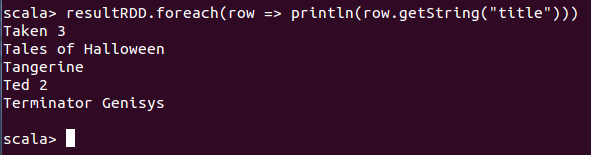 scala> resultRDD.foreach(row => println(row.getString("title")))
Taken 3
Tales of Halloween
Tangerine
Ted 2
Terminator Genisys
scala>